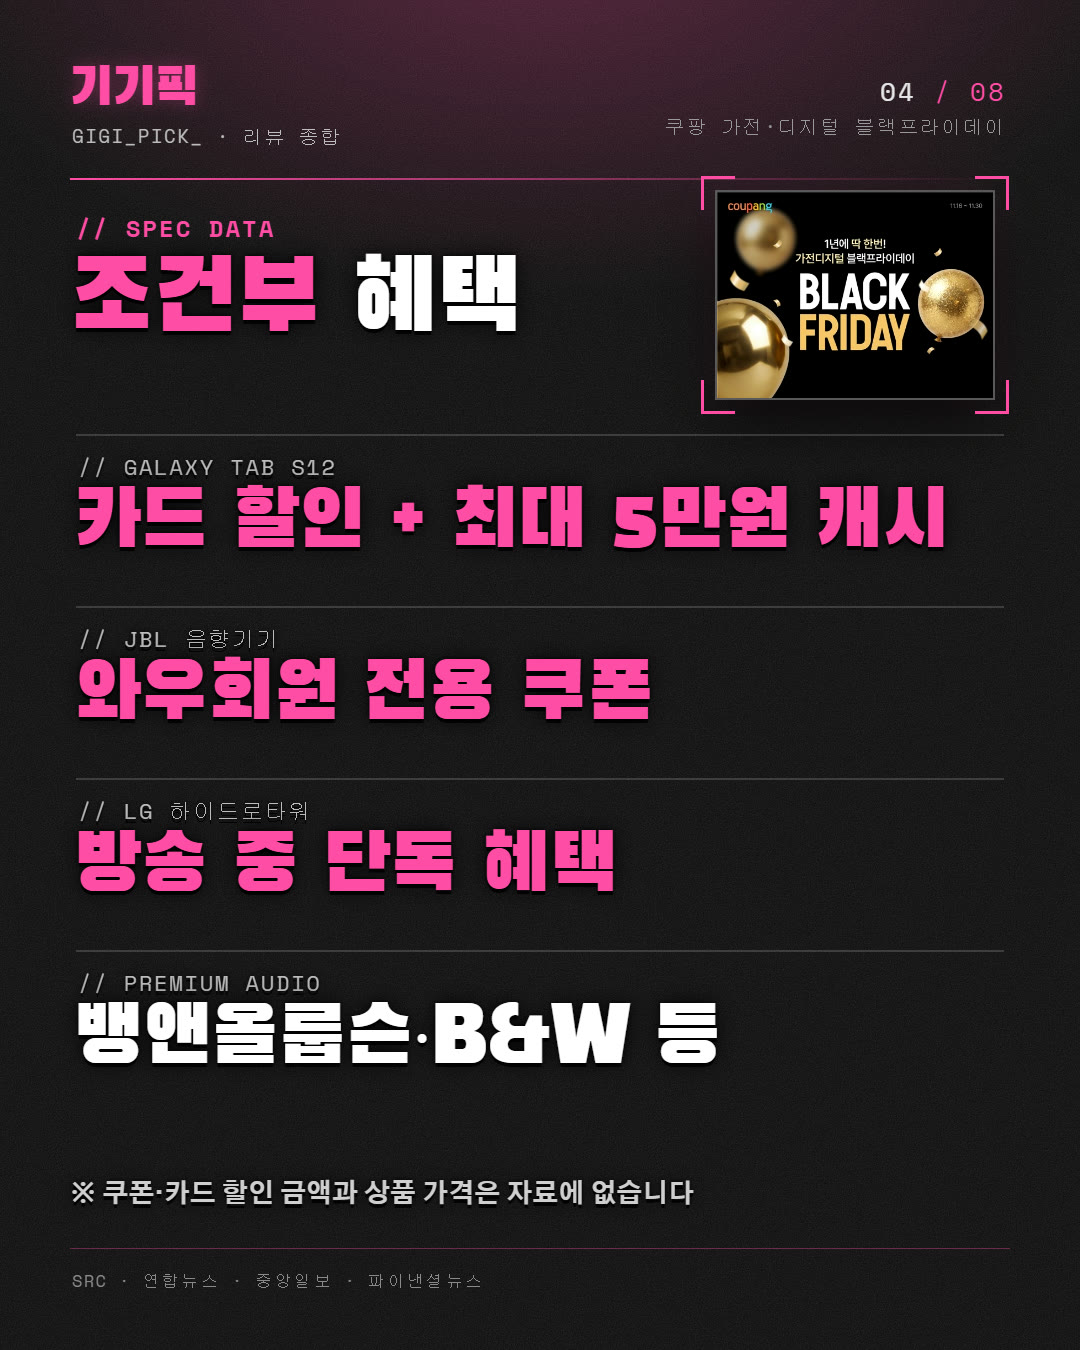 기기픽
GIGI_PICK_ · 리뷰 종합
04 / 08
쿠팡 가전·디지털 블랙프라이데이
// SPEC DATA
조건부 혜택
coupang
11.16 - 11.30
1년에 딱 한번!
가전디지털 블랙프라이데이
BLACK
FRIDAY
// GALAXY TAB S12
카드 할인 + 최대 5만원 캐시
// JBL 음향기기
와우회원 전용 쿠폰
// LG 하이드로타워
방송 중 단독 혜택
// PREMIUM AUDIO
뱅앤올룹슨·B&W 등
※ 쿠폰·카드 할인 금액과 상품 가격은 자료에 없습니다
SRC · 연합뉴스 · 중앙일보 · 파이낸셜뉴스